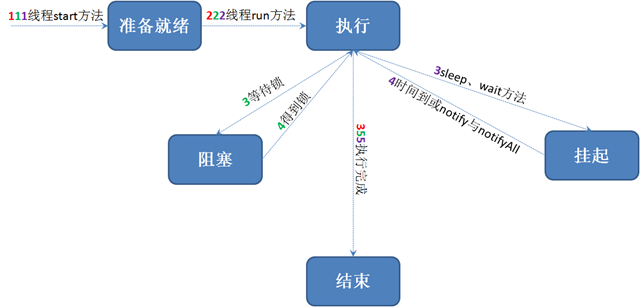 111线程start方法
准备就绪
222线程run方法
执行
3等待锁
4得到锁
355执行完成
3sleep、wait方法
4时间到或notify与notifyAll
阻塞
挂起
结束